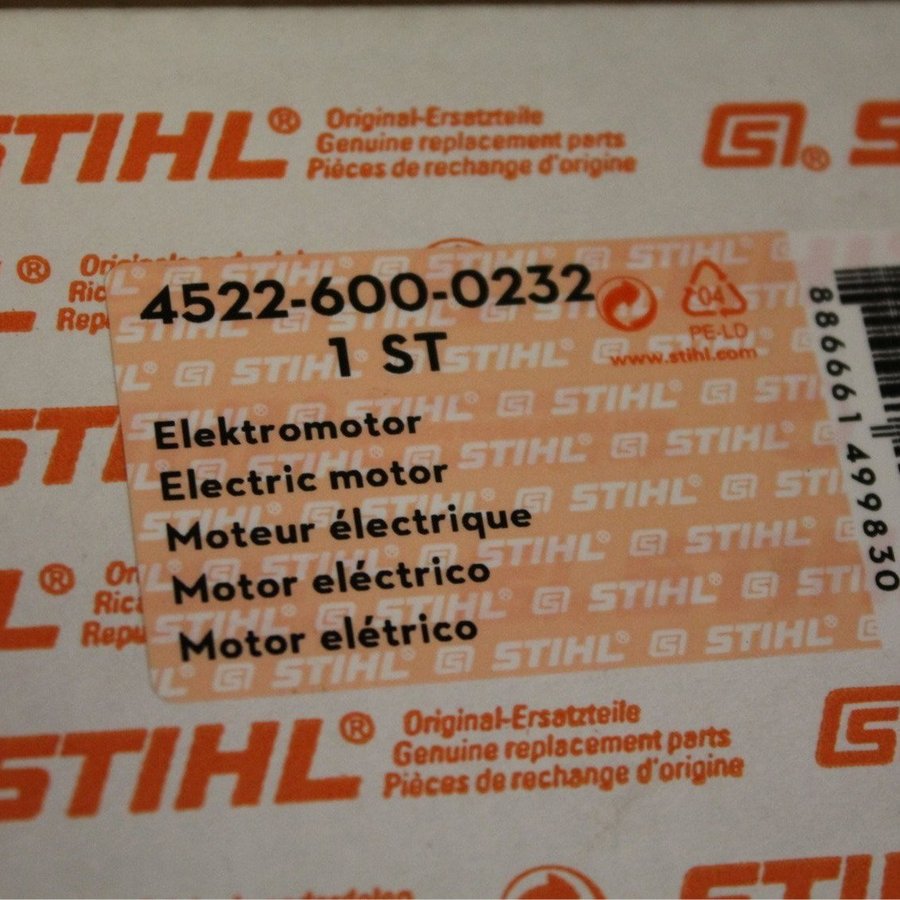 STIHL® Original-Ersatzteile
Genuine replacement parts
Pièces de rechange d'origine
®
4522-600-0232
1 ST
04
PE-LD
www.stihl.com
Elektromotor
Electric motor
Moteur électrique
Motor eléctrico
Motor elétrico
886661499830
STIHL® Original-Ersatzteile
Genuine replacement parts
Pièces de rechange d'origine